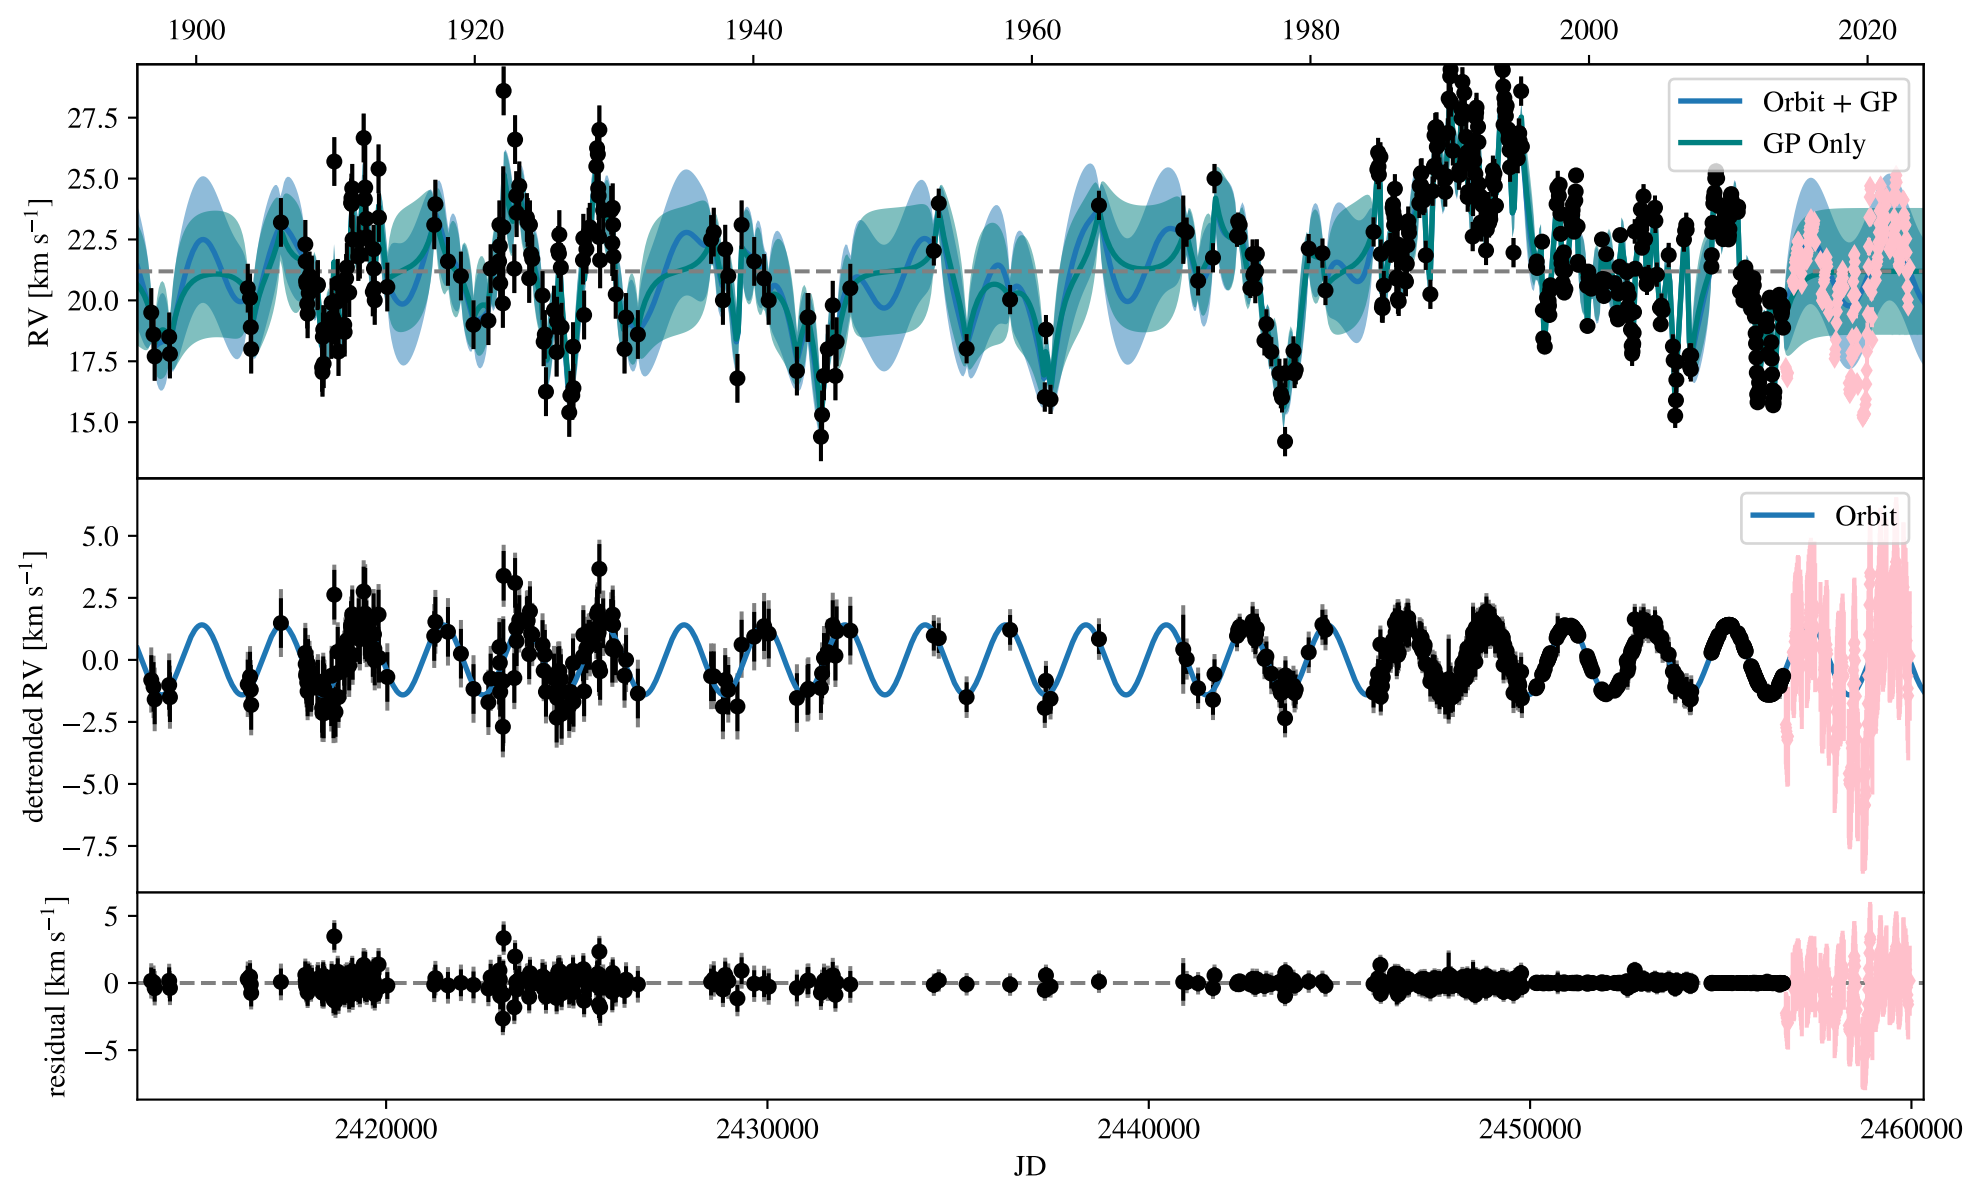 1900 1920 1940 1960 1980 2000 2020
RV [km s⁻¹]
27.5
25.0
22.5
20.0
17.5
15.0
Orbit + GP
GP Only
detrended RV [km s⁻¹]
5.0
2.5
0.0
−2.5
−5.0
−7.5
Orbit
residual [km s⁻¹]
5
0
−5
2420000 2430000 2440000 2450000 2460000
JD